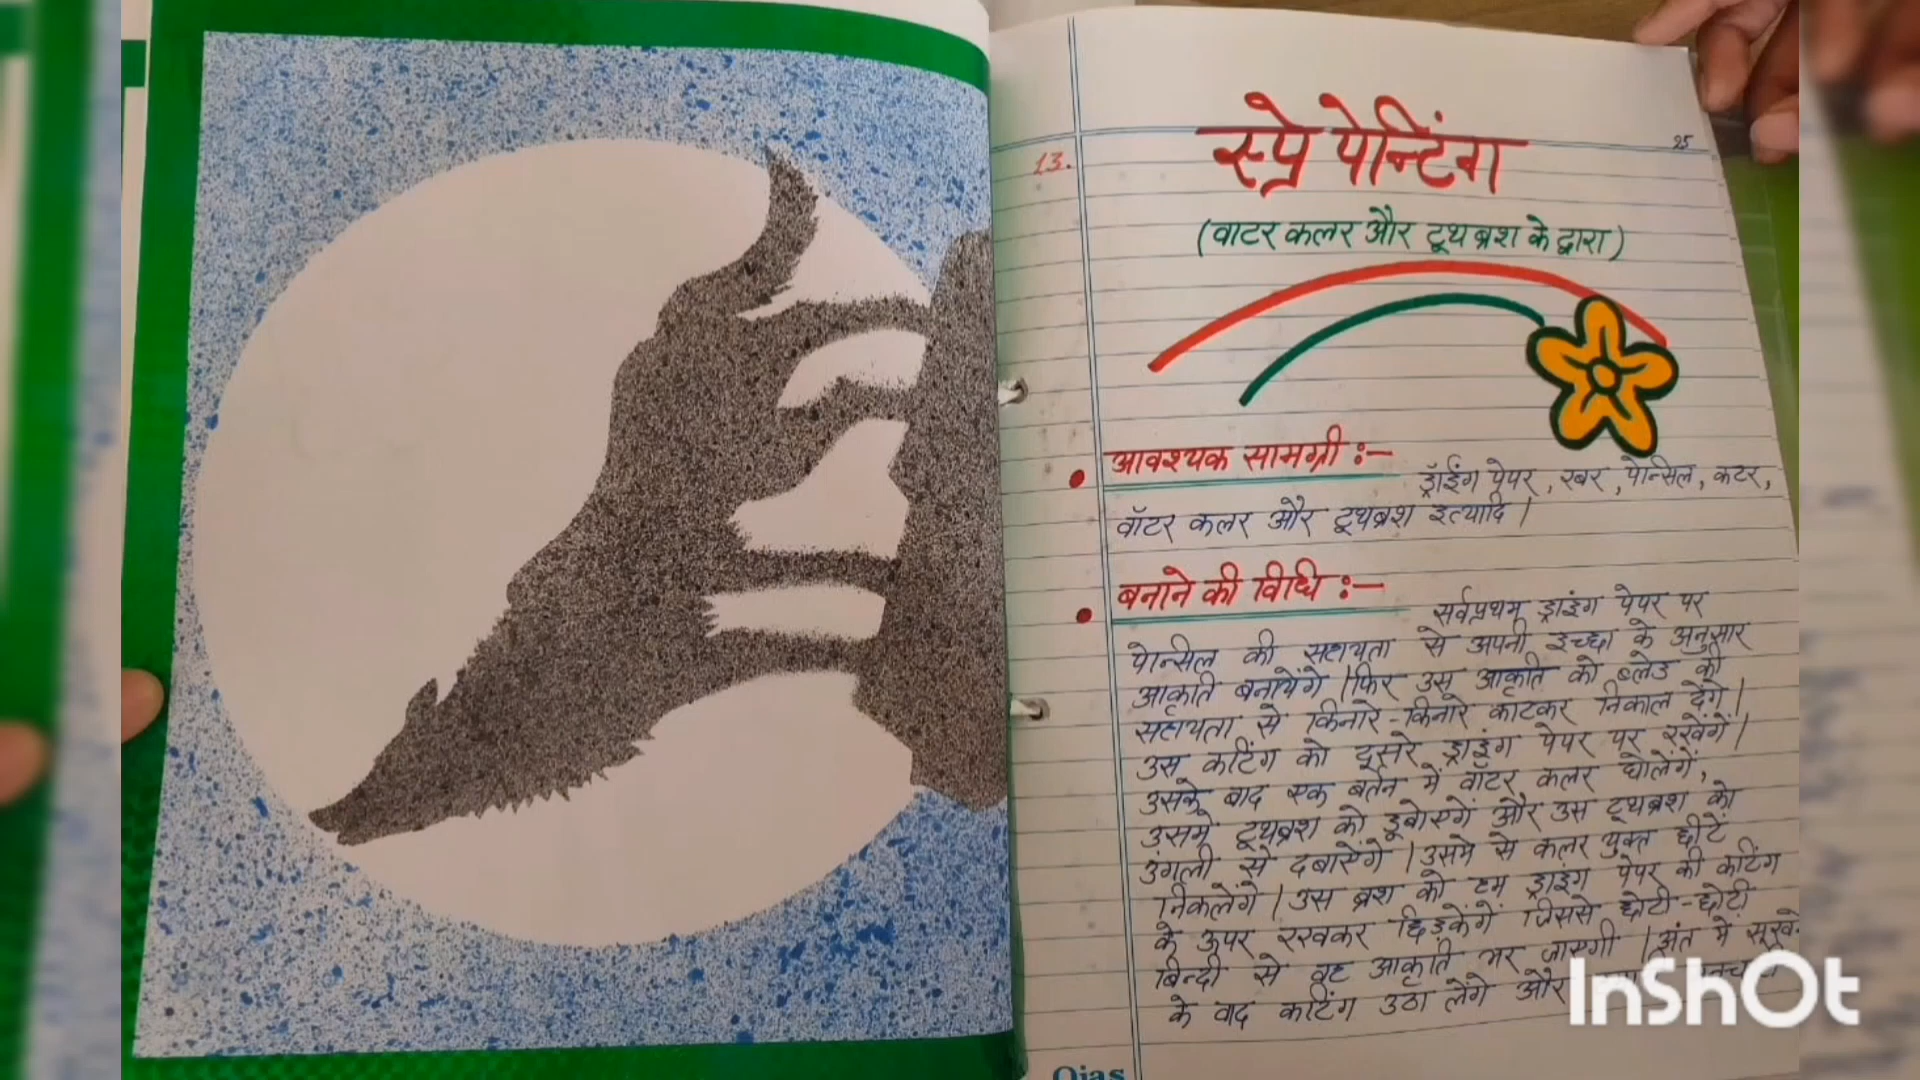 25
13.
स्प्रे पेन्टिंग
(वाटर कलर और टूथ ब्रश के द्वारा)
आवश्यक सामग्री :-
ड्रॉईंग पेपर, रबर, पेन्सिल, कटर,
वॉटर कलर और टूथब्रश इत्यादि।
बनाने की विधि :-
सर्वप्रथम ड्राइंग पेपर पर
पेन्सिल की सहायता से अपनी इच्छा के अनुसार
आकृति बनायेंगे। फिर उस आकृति को ब्लेड की
सहायता से किनारे-किनारे काटकर निकाल देंगे।
उस कटिंग को दूसरे ड्राइंग पेपर पर रखेंगें।
उसके बाद एक बर्तन में वॉटर कलर घोलेंगें,
उसमें टूथब्रश को डूबोएगें और उस टूथब्रश को
उंगली से दबाऐंगे। उसमे से कलर युक्त छीटें
निकलेंगे। उस ब्रश को हम ड्राइंग पेपर की कटिंग
के ऊपर रखकर छिड़केंगें जिससे छोटी-छोटी
बिन्दी से वह आकृति भर जाएगी। अंत में सूखने
के बाद कटिंग उठा लेंगे और
Ojas
InShOt